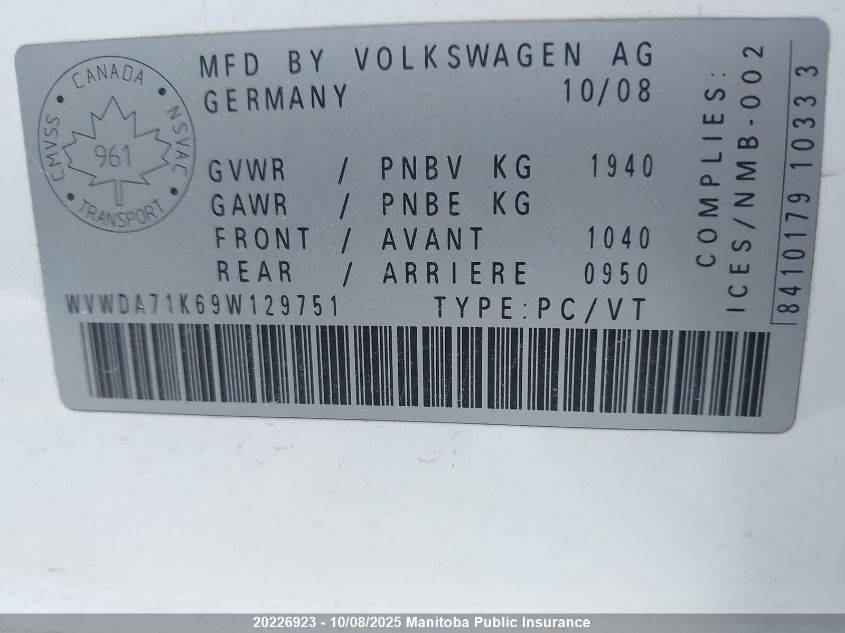 CANADA
CMVSS
NSVAC
961
TRANSPORT
MFD BY VOLKSWAGEN AG
GERMANY 10/08
GVWR / PNBV KG 1940
GAWR / PNBE KG
FRONT / AVANT 1040
REAR / ARRIERE 0950
WVWDA71K69W129751 TYPE:PC/VT
COMPLIES:
ICES/NMB-002
8410179 10333 3
20226923 - 10/08/2025 Manitoba Public Insurance